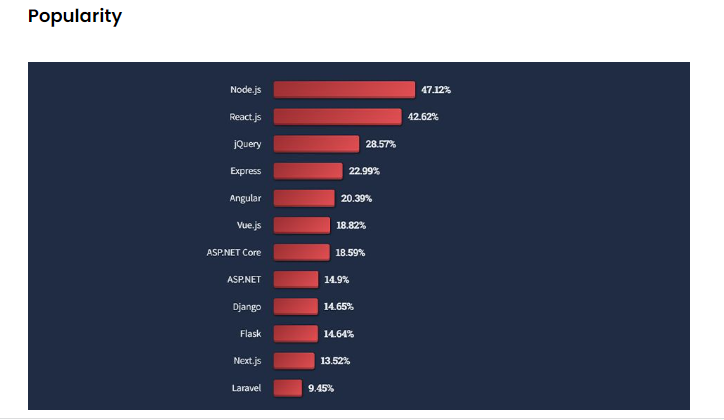 Popularity
Node.js 47.12%
React.js 42.62%
jQuery 28.57%
Express 22.99%
Angular 20.39%
Vue.js 18.82%
ASP.NET Core 18.59%
ASP.NET 14.9%
Django 14.65%
Flask 14.64%
Next.js 13.52%
Laravel 9.45%